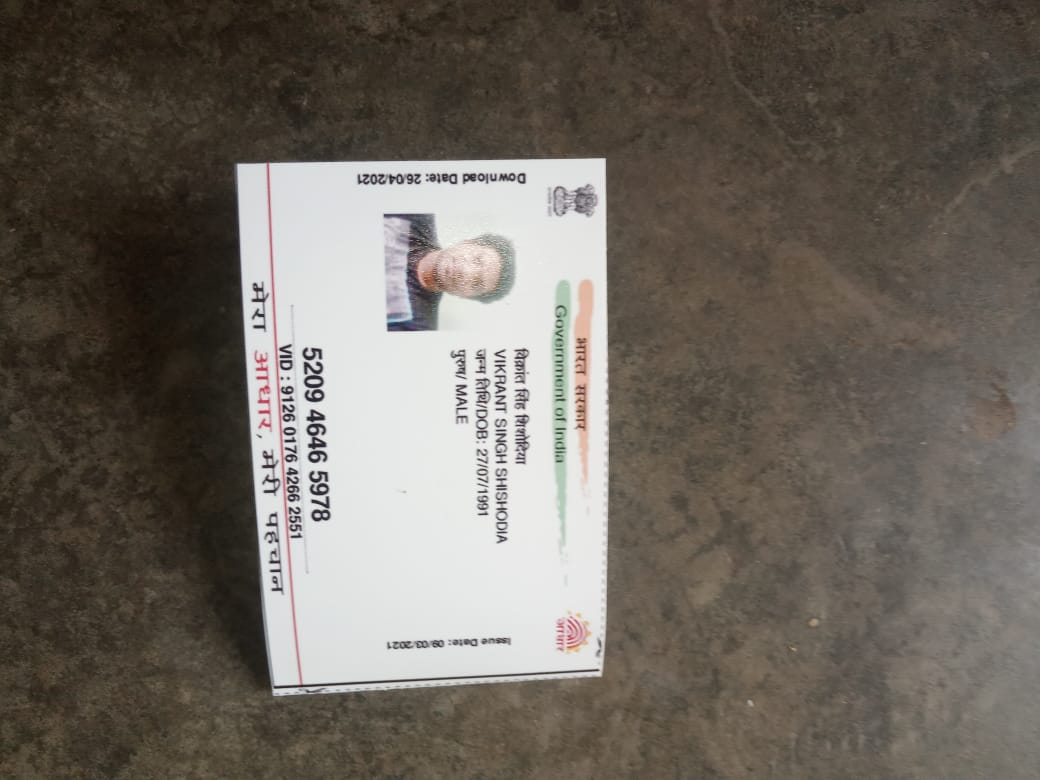 भारत सरकार
Government of India
Download Date: 26/04/2021
विक्रांत सिंह शिशोदिया
VIKRANT SINGH SHISHODIA
जन्म तिथि/DOB: 27/07/1991
पुरुष/ MALE
Issue Date: 09/03/2021
आधार
5209 4646 5978
VID : 9126 0176 4266 2551
मेरा आधार, मेरी पहचान